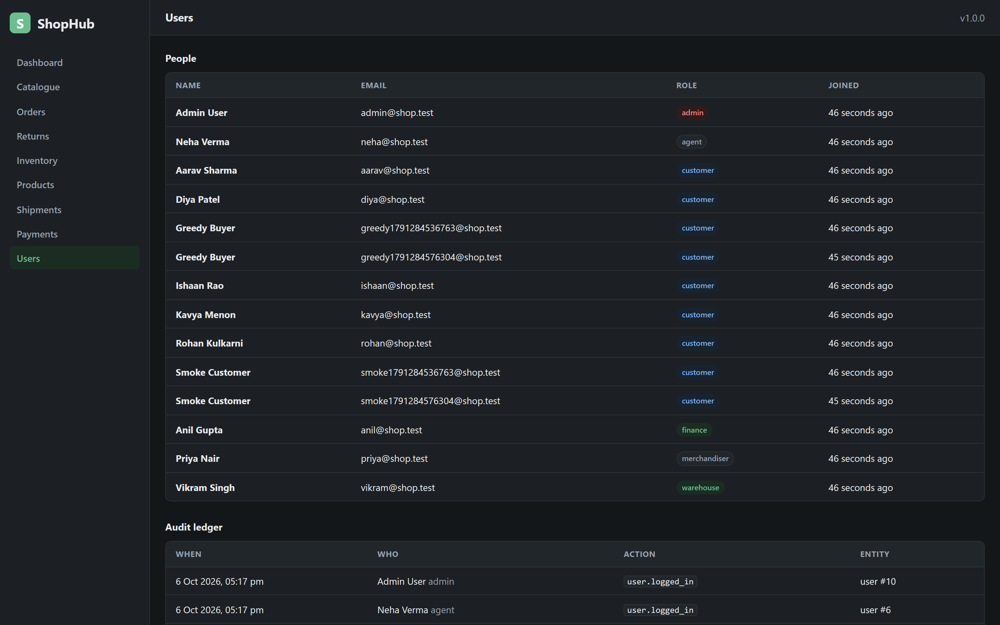 S ShopHub
Dashboard
Catalogue
Orders
Returns
Inventory
Products
Shipments
Payments
Users
Users v1.0.0
People
NAME EMAIL ROLE JOINED
Admin User admin@shop.test admin 46 seconds ago
Neha Verma neha@shop.test agent 46 seconds ago
Aarav Sharma aarav@shop.test customer 46 seconds ago
Diya Patel diya@shop.test customer 46 seconds ago
Greedy Buyer greedy1791284536763@shop.test customer 46 seconds ago
Greedy Buyer greedy1791284576304@shop.test customer 45 seconds ago
Ishaan Rao ishaan@shop.test customer 46 seconds ago
Kavya Menon kavya@shop.test customer 46 seconds ago
Rohan Kulkarni rohan@shop.test customer 46 seconds ago
Smoke Customer smoke1791284536763@shop.test customer 46 seconds ago
Smoke Customer smoke1791284576304@shop.test customer 45 seconds ago
Anil Gupta anil@shop.test finance 46 seconds ago
Priya Nair priya@shop.test merchandiser 46 seconds ago
Vikram Singh vikram@shop.test warehouse 46 seconds ago
Audit ledger
WHEN WHO ACTION ENTITY
6 Oct 2026, 05:17 pm Admin User admin user.logged_in user #10
6 Oct 2026, 05:17 pm Neha Verma agent user.logged_in user #6